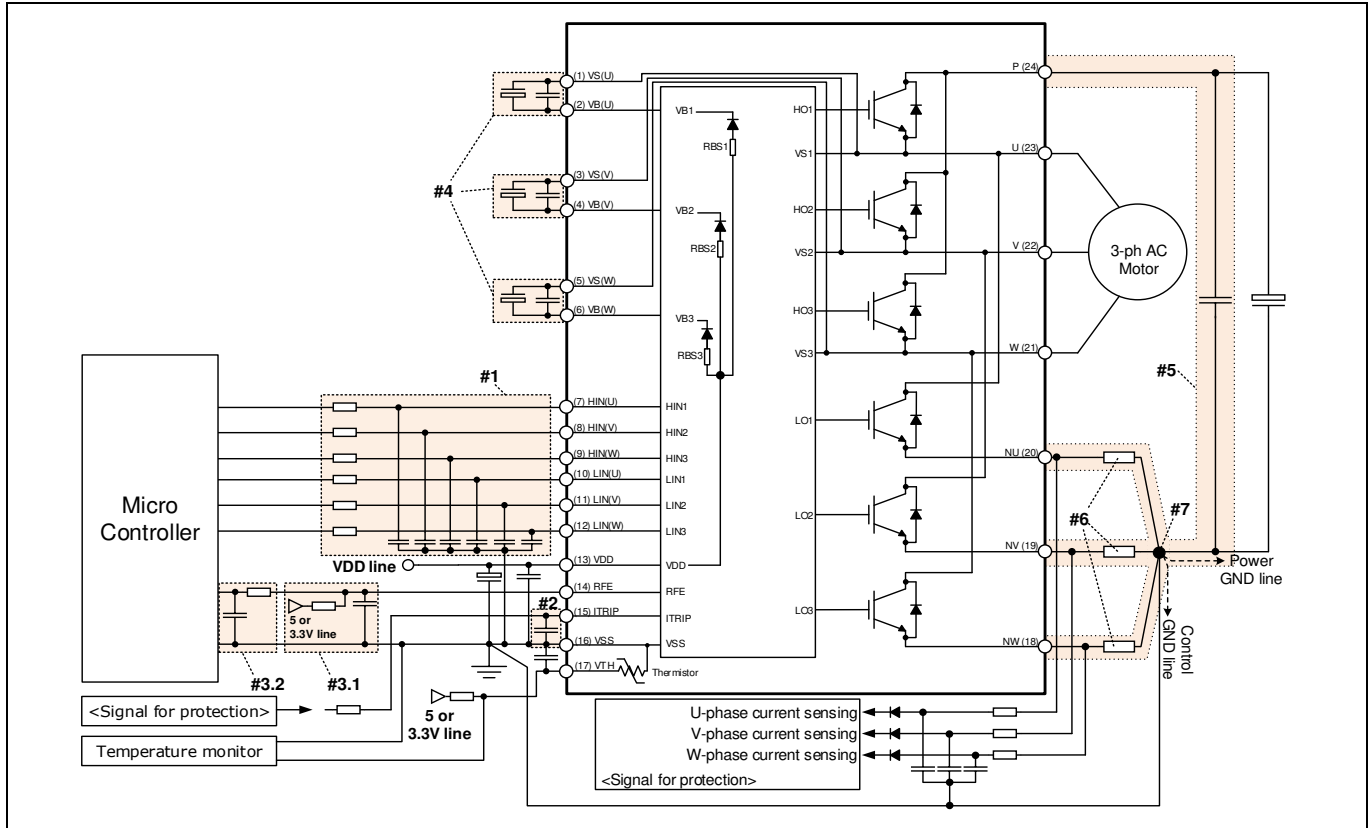 (1) VS(U)
(2) VB(U)
(3) VS(V)
(4) VB(V)
(5) VS(W)
(6) VB(W)
#4
VB1
RBS1
VB2
RBS2
VB3
RBS3
HO1
VS1
HO2
VS2
HO3
VS3
LO1
LO2
LO3
P (24)
U (23)
V (22)
W (21)
3-ph AC
Motor
#5
NU (20)
NV (19)
NW (18)
#6
#7
Power
GND line
Control
GND line
Micro
Controller
#1
(7) HIN(U)
(8) HIN(V)
(9) HIN(W)
(10) LIN(U)
(11) LIN(V)
(12) LIN(W)
HIN1
HIN2
HIN3
LIN1
LIN2
LIN3
VDD line
(13) VDD
VDD
(14) RFE
RFE
#2
(15) ITRIP
ITRIP
(16) VSS
VSS
(17) VTH
Thermistor
5 or
3.3V line
#3.2
#3.1
5 or
3.3V line
<Signal for protection>
Temperature monitor
U-phase current sensing
V-phase current sensing
W-phase current sensing
<Signal for protection>